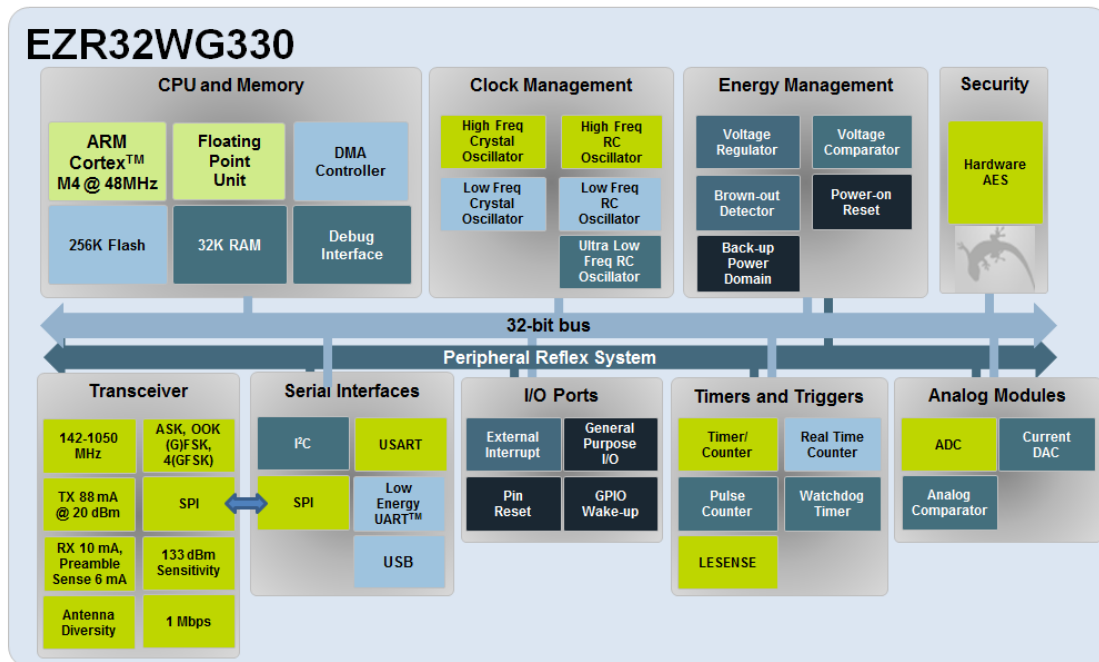 EZR32WG330
CPU and Memory
ARM
Cortex™
M4 @ 48MHz
Floating
Point
Unit
DMA
Controller
256K Flash
32K RAM
Debug
Interface
Clock Management
High Freq
Crystal
Oscillator
High Freq
RC
Oscillator
Low Freq
Crystal
Oscillator
Low Freq
RC
Oscillator
Ultra Low
Freq RC
Oscillator
Energy Management
Voltage
Regulator
Voltage
Comparator
Brown-out
Detector
Power-on
Reset
Back-up
Power
Domain
Security
Hardware
AES
32-bit bus
Peripheral Reflex System
Transceiver
142-1050
MHz
ASK, OOK
(G)FSK,
4(GFSK)
TX 88 mA
@ 20 dBm
SPI
RX 10 mA,
Preamble
Sense 6 mA
133 dBm
Sensitivity
Antenna
Diversity
1 Mbps
Serial Interfaces
I²C
USART
SPI
Low
Energy
UART™
USB
I/O Ports
External
Interrupt
General
Purpose
I/O
Pin
Reset
GPIO
Wake-up
Timers and Triggers
Timer/
Counter
Real Time
Counter
Pulse
Counter
Watchdog
Timer
LESENSE
Analog Modules
ADC
Current
DAC
Analog
Comparator